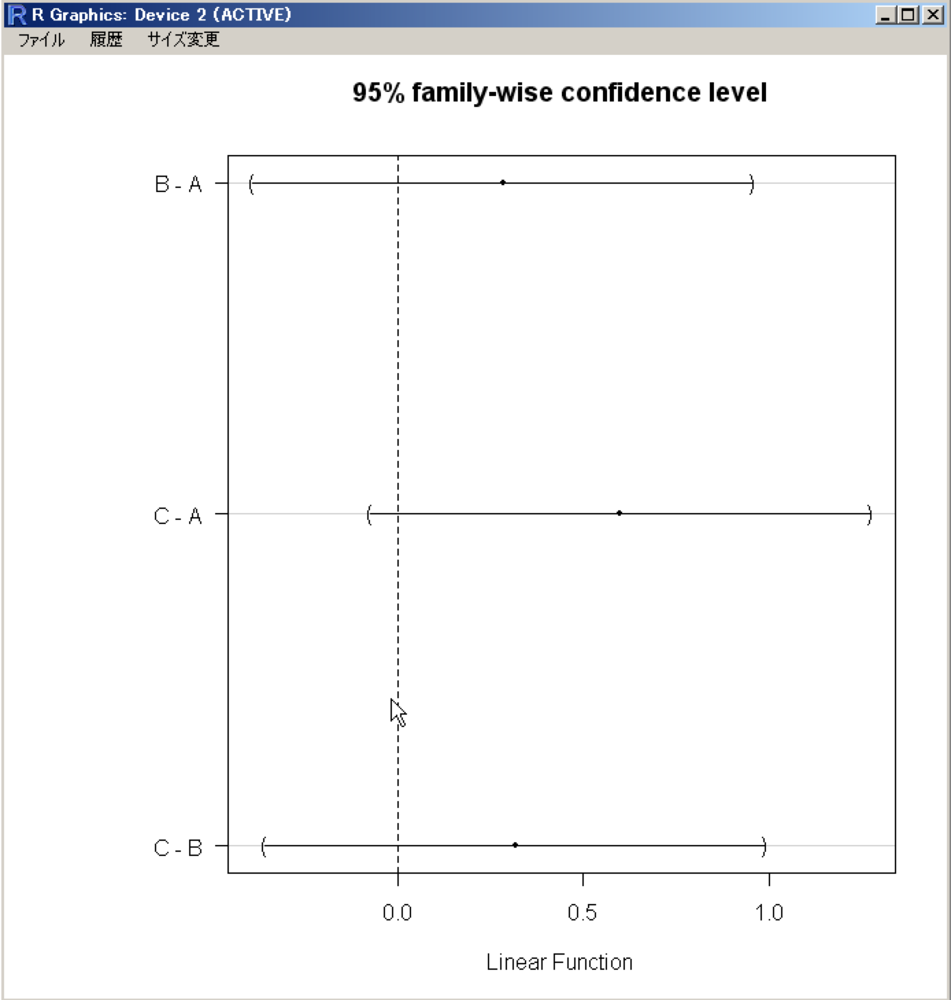 R Graphics: Device 2 (ACTIVE)
ファイル 履歴 サイズ変更
95% family-wise confidence level
B - A
C - A
C - B
0.0 0.5 1.0
Linear Function